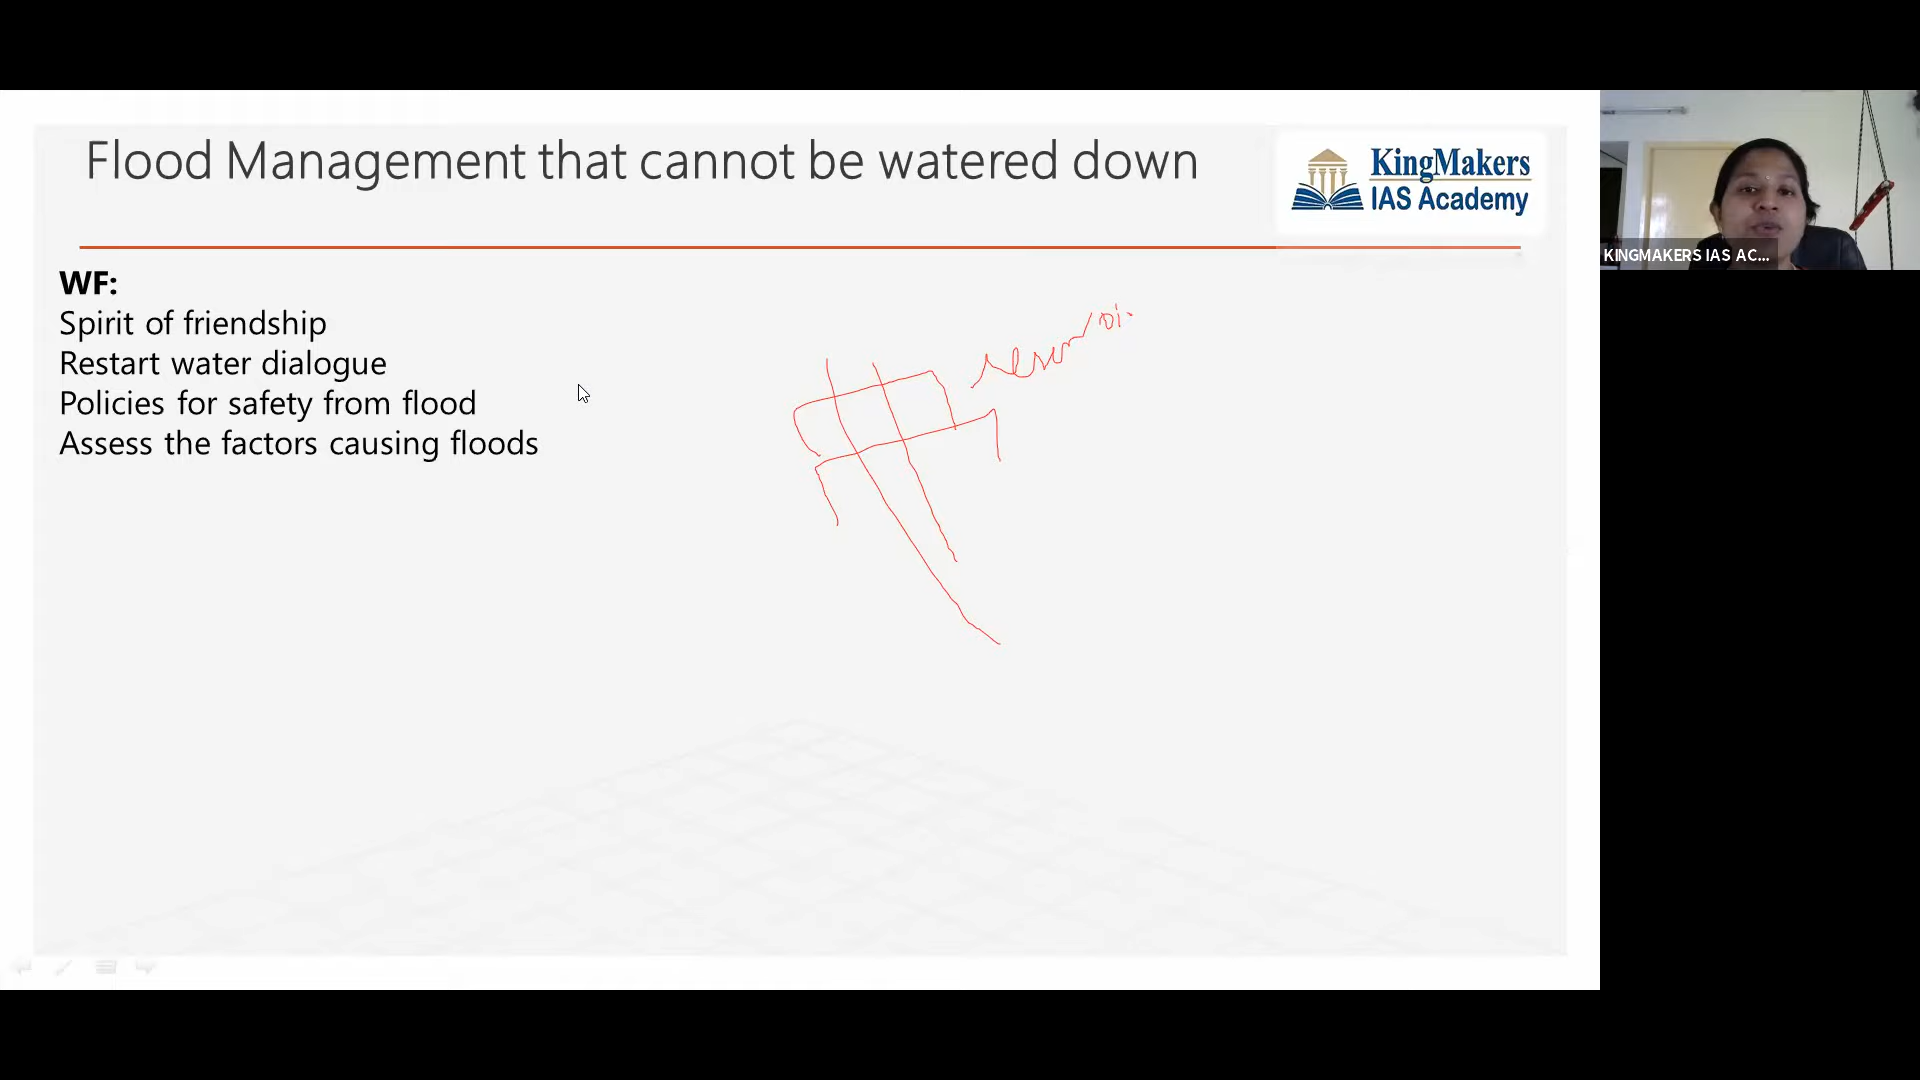 Flood Management that cannot be watered down
KingMakers
IAS Academy
KINGMAKERS IAS AC...
WF:
Spirit of friendship
Restart water dialogue
Policies for safety from flood
Assess the factors causing floods